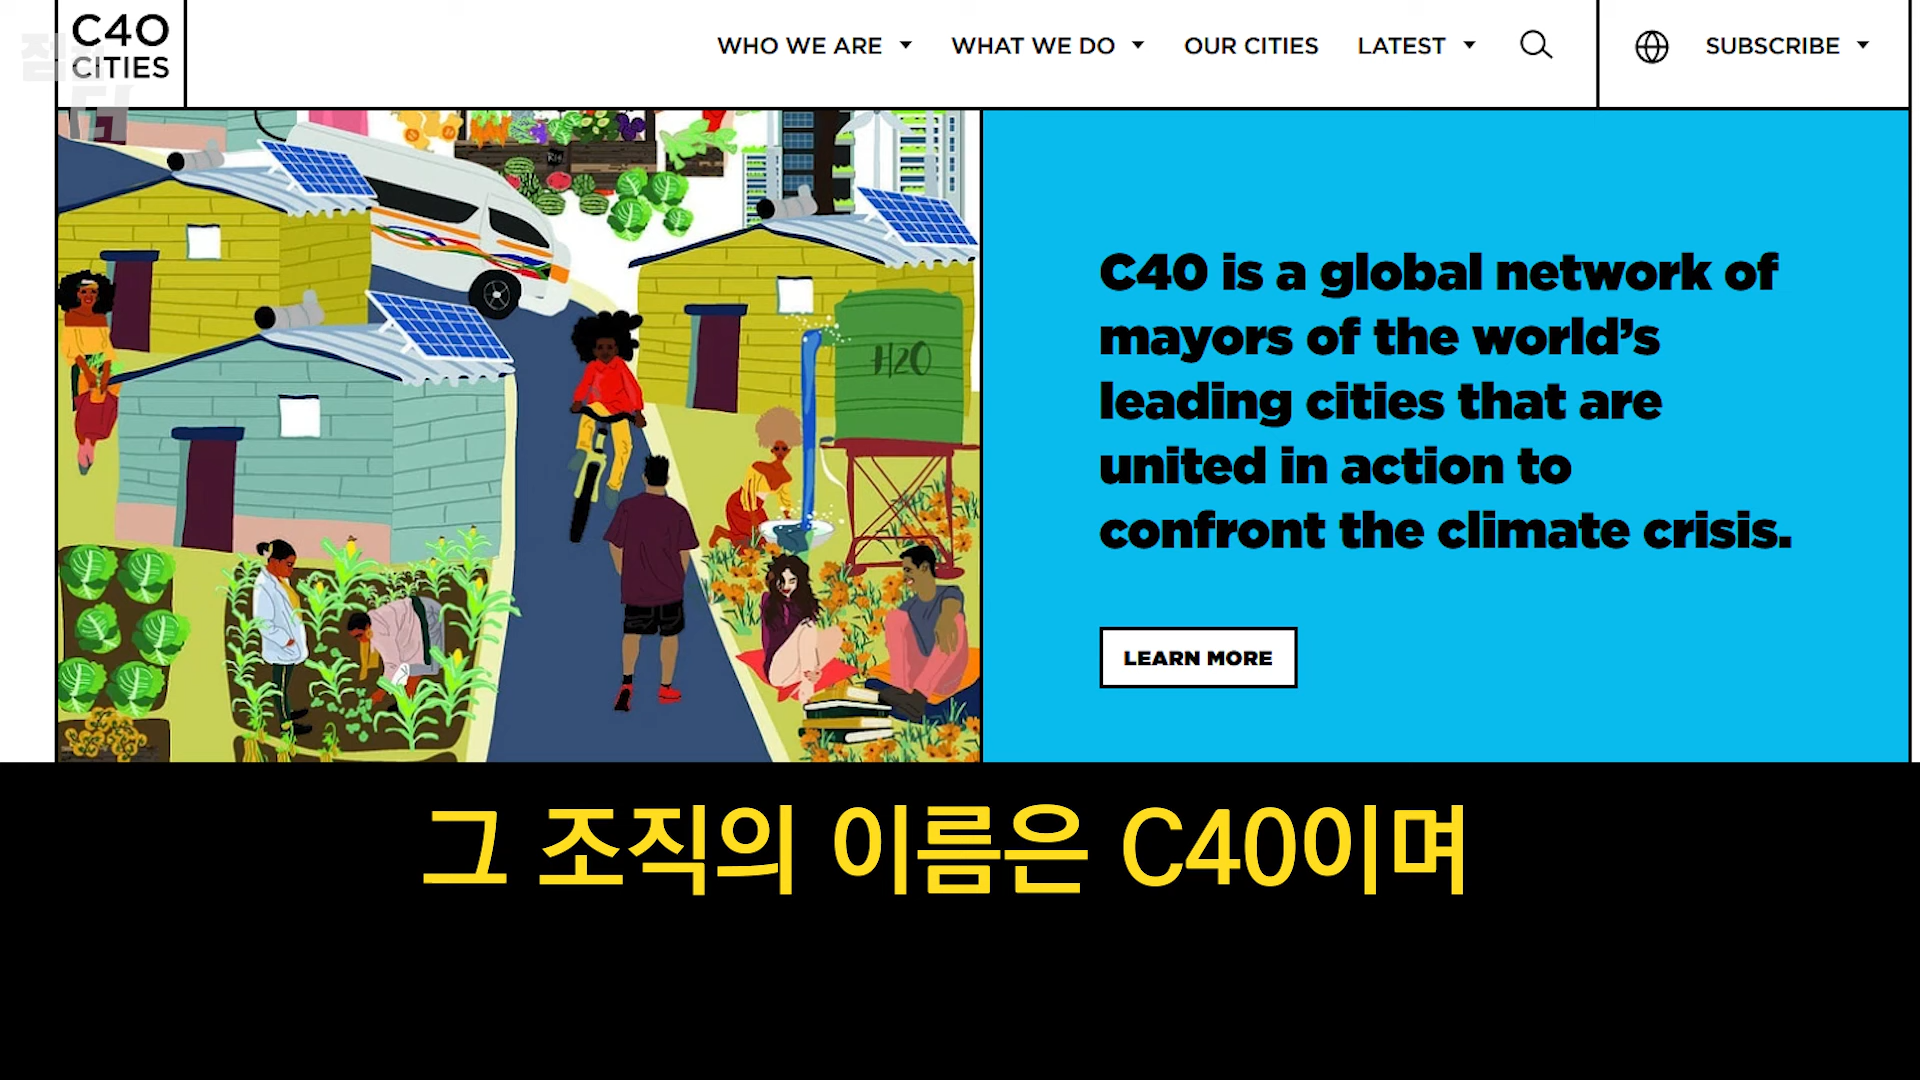 C40
CITIES
WHO WE ARE
WHAT WE DO
OUR CITIES
LATEST
SUBSCRIBE
H2O
C40 is a global network of
mayors of the world’s
leading cities that are
united in action to
confront the climate crisis.
LEARN MORE
그 조직의 이름은 C40이며